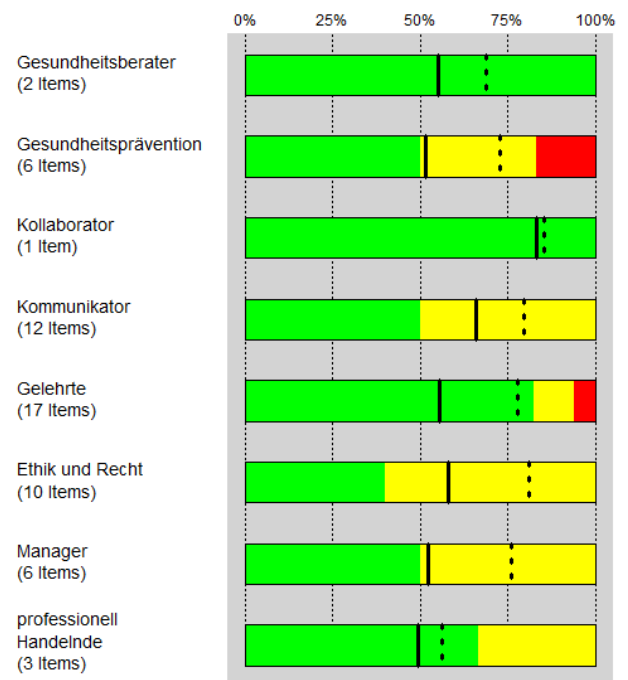 0% 25% 50% 75% 100%
Gesundheitsberater
(2 Items)
Gesundheitsprävention
(6 Items)
Kollaborator
(1 Item)
Kommunikator
(12 Items)
Gelehrte
(17 Items)
Ethik und Recht
(10 Items)
Manager
(6 Items)
professionell
Handelnde
(3 Items)